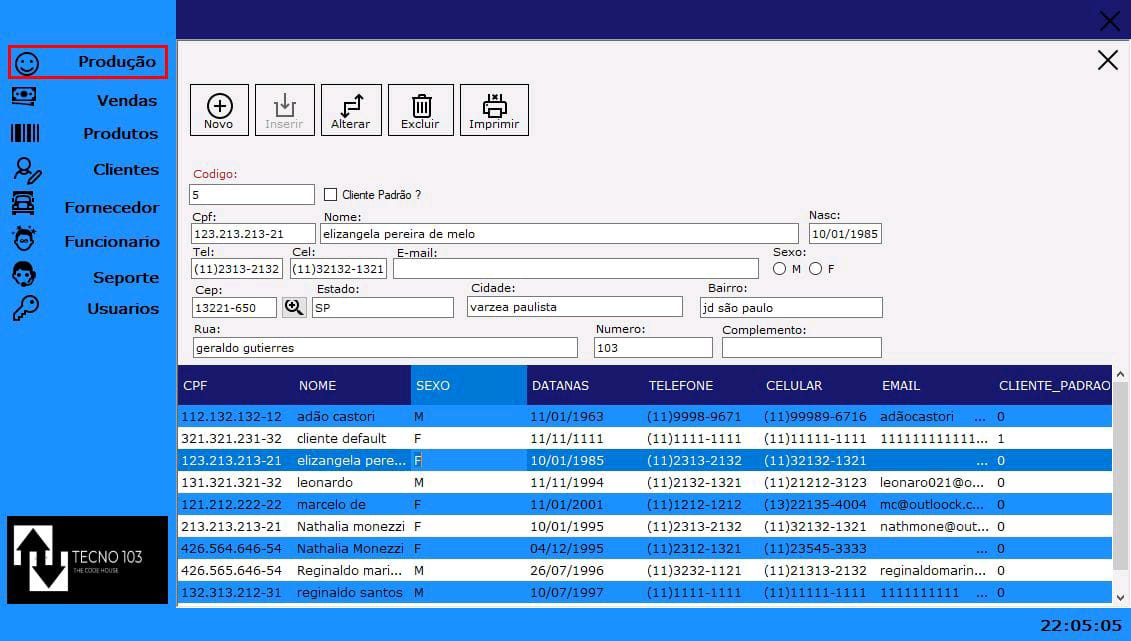 Produção
Vendas
Produtos
Clientes
Fornecedor
Funcionario
Seporte
Usuarios
TECNO 103
THE CODE HOUSE
Novo Inserir Alterar Excluir Imprimir
Codigo:
5 Cliente Padrão ?
Cpf: Nome: Nasc:
123.213.213-21 elizangela pereira de melo 10/01/1985
Tel: Cel: E-mail: Sexo:
(11)2313-2132 (11)32132-1321 M F
Cep: Estado: Cidade: Bairro:
13221-650 SP varzea paulista jd são paulo
Rua: Numero: Complemento:
geraldo gutierres 103
CPF NOME SEXO DATANAS TELEFONE CELULAR EMAIL CLIENTE_PADRAO
112.132.132-12 adão castori M 11/01/1963 (11)9998-9671 (11)99989-6716 adãocastori ... 0
321.321.231-32 cliente default F 11/11/1111 (11)1111-1111 (11)11111-1111 111111111111... 1
123.213.213-21 elizangela pere... F 10/01/1985 (11)2313-2132 (11)32132-1321 ... 0
131.321.321-32 leonardo M 11/11/1994 (11)2132-1321 (11)21212-3123 leonaro021@o... 0
121.212.222-22 marcelo de F 11/01/2001 (11)1212-1212 (13)22135-4004 mc@outloock.c... 0
213.213.213-21 Nathalia monezzi F 10/01/1995 (11)2313-2132 (11)32132-1321 nathmone@out... 0
426.564.646-54 Nathalia Monezzi F 04/12/1995 (11)2312-1321 (11)23545-3333 ... 0
426.565.646-54 Reginaldo mari... M 26/07/1996 (11)3232-1121 (11)21313-2132 reginaldomarin... 0
132.313.212-31 reginaldo santos M 10/07/1997 (11)1111-1111 (11)11111-1111 1111111111 ... 0
22:05:05